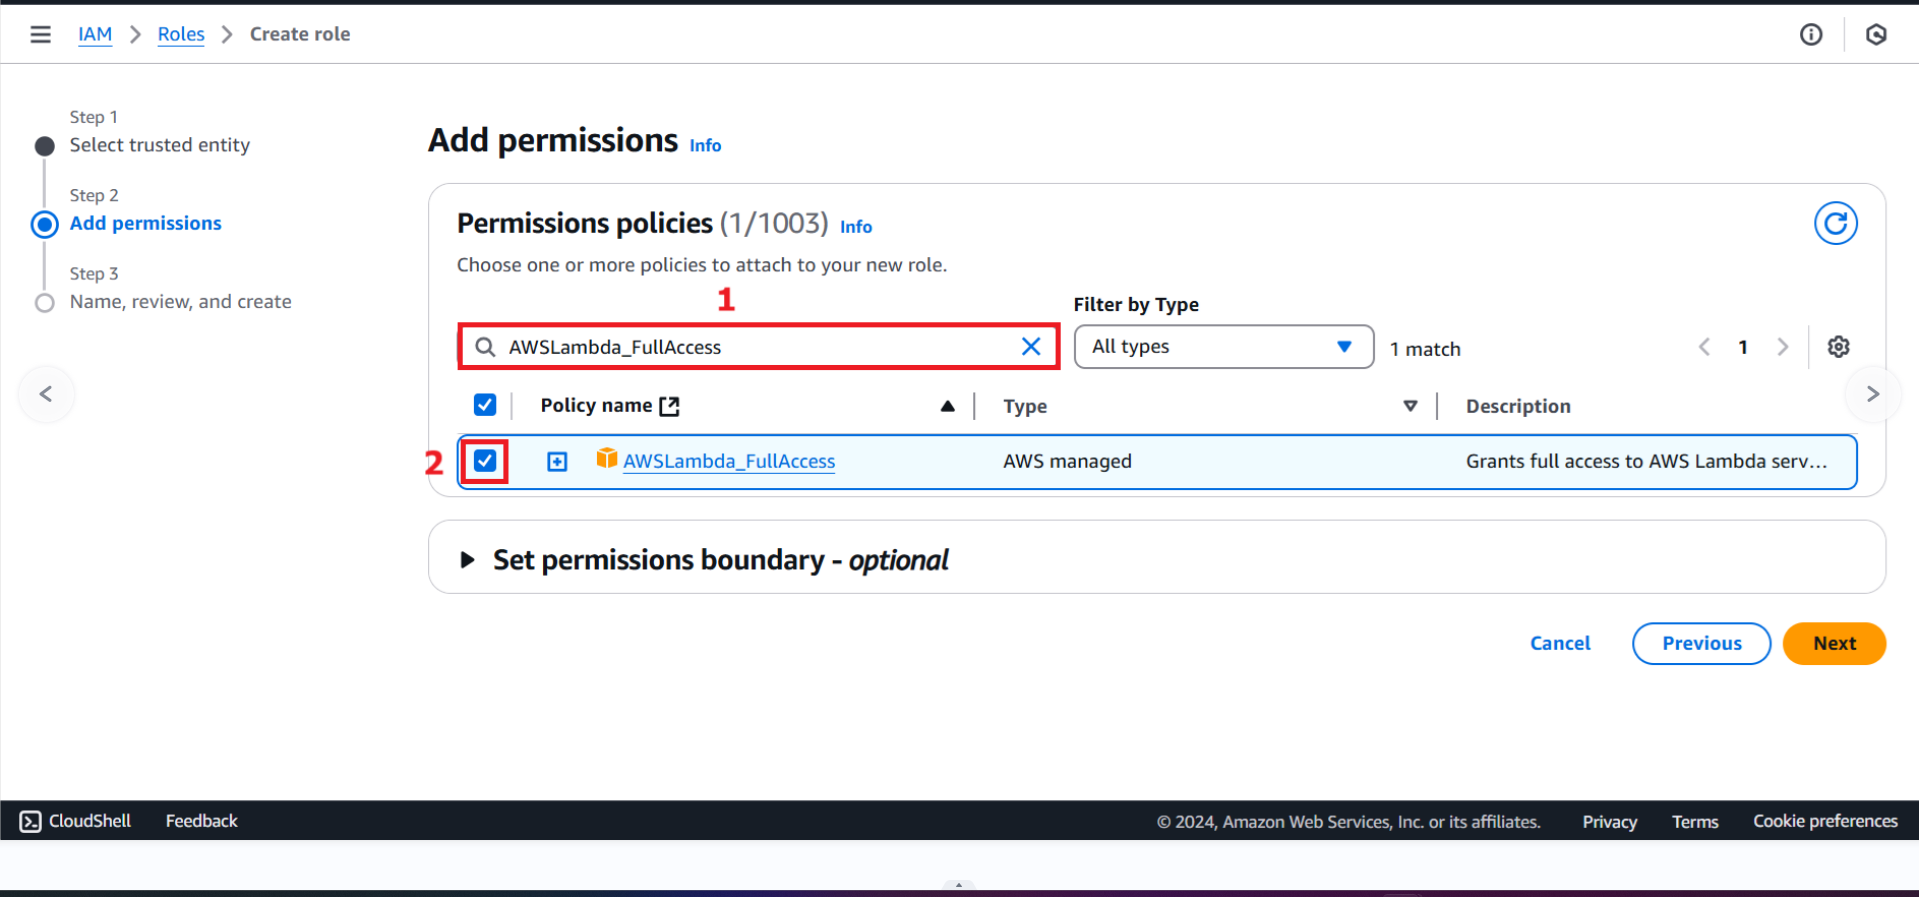 IAM > Roles > Create role
Step 1
Select trusted entity
Step 2
Add permissions
Step 3
Name, review, and create
Add permissions Info
Permissions policies (1/1003) Info
Choose one or more policies to attach to your new role.
1
Filter by Type
AWSLambda_FullAccess
All types
1 match
1
Policy name
Type
Description
2
AWSLambda_FullAccess
AWS managed
Grants full access to AWS Lambda serv...
Set permissions boundary - optional
Cancel
Previous
Next
CloudShell
Feedback
© 2024, Amazon Web Services, Inc. or its affiliates.
Privacy
Terms
Cookie preferences